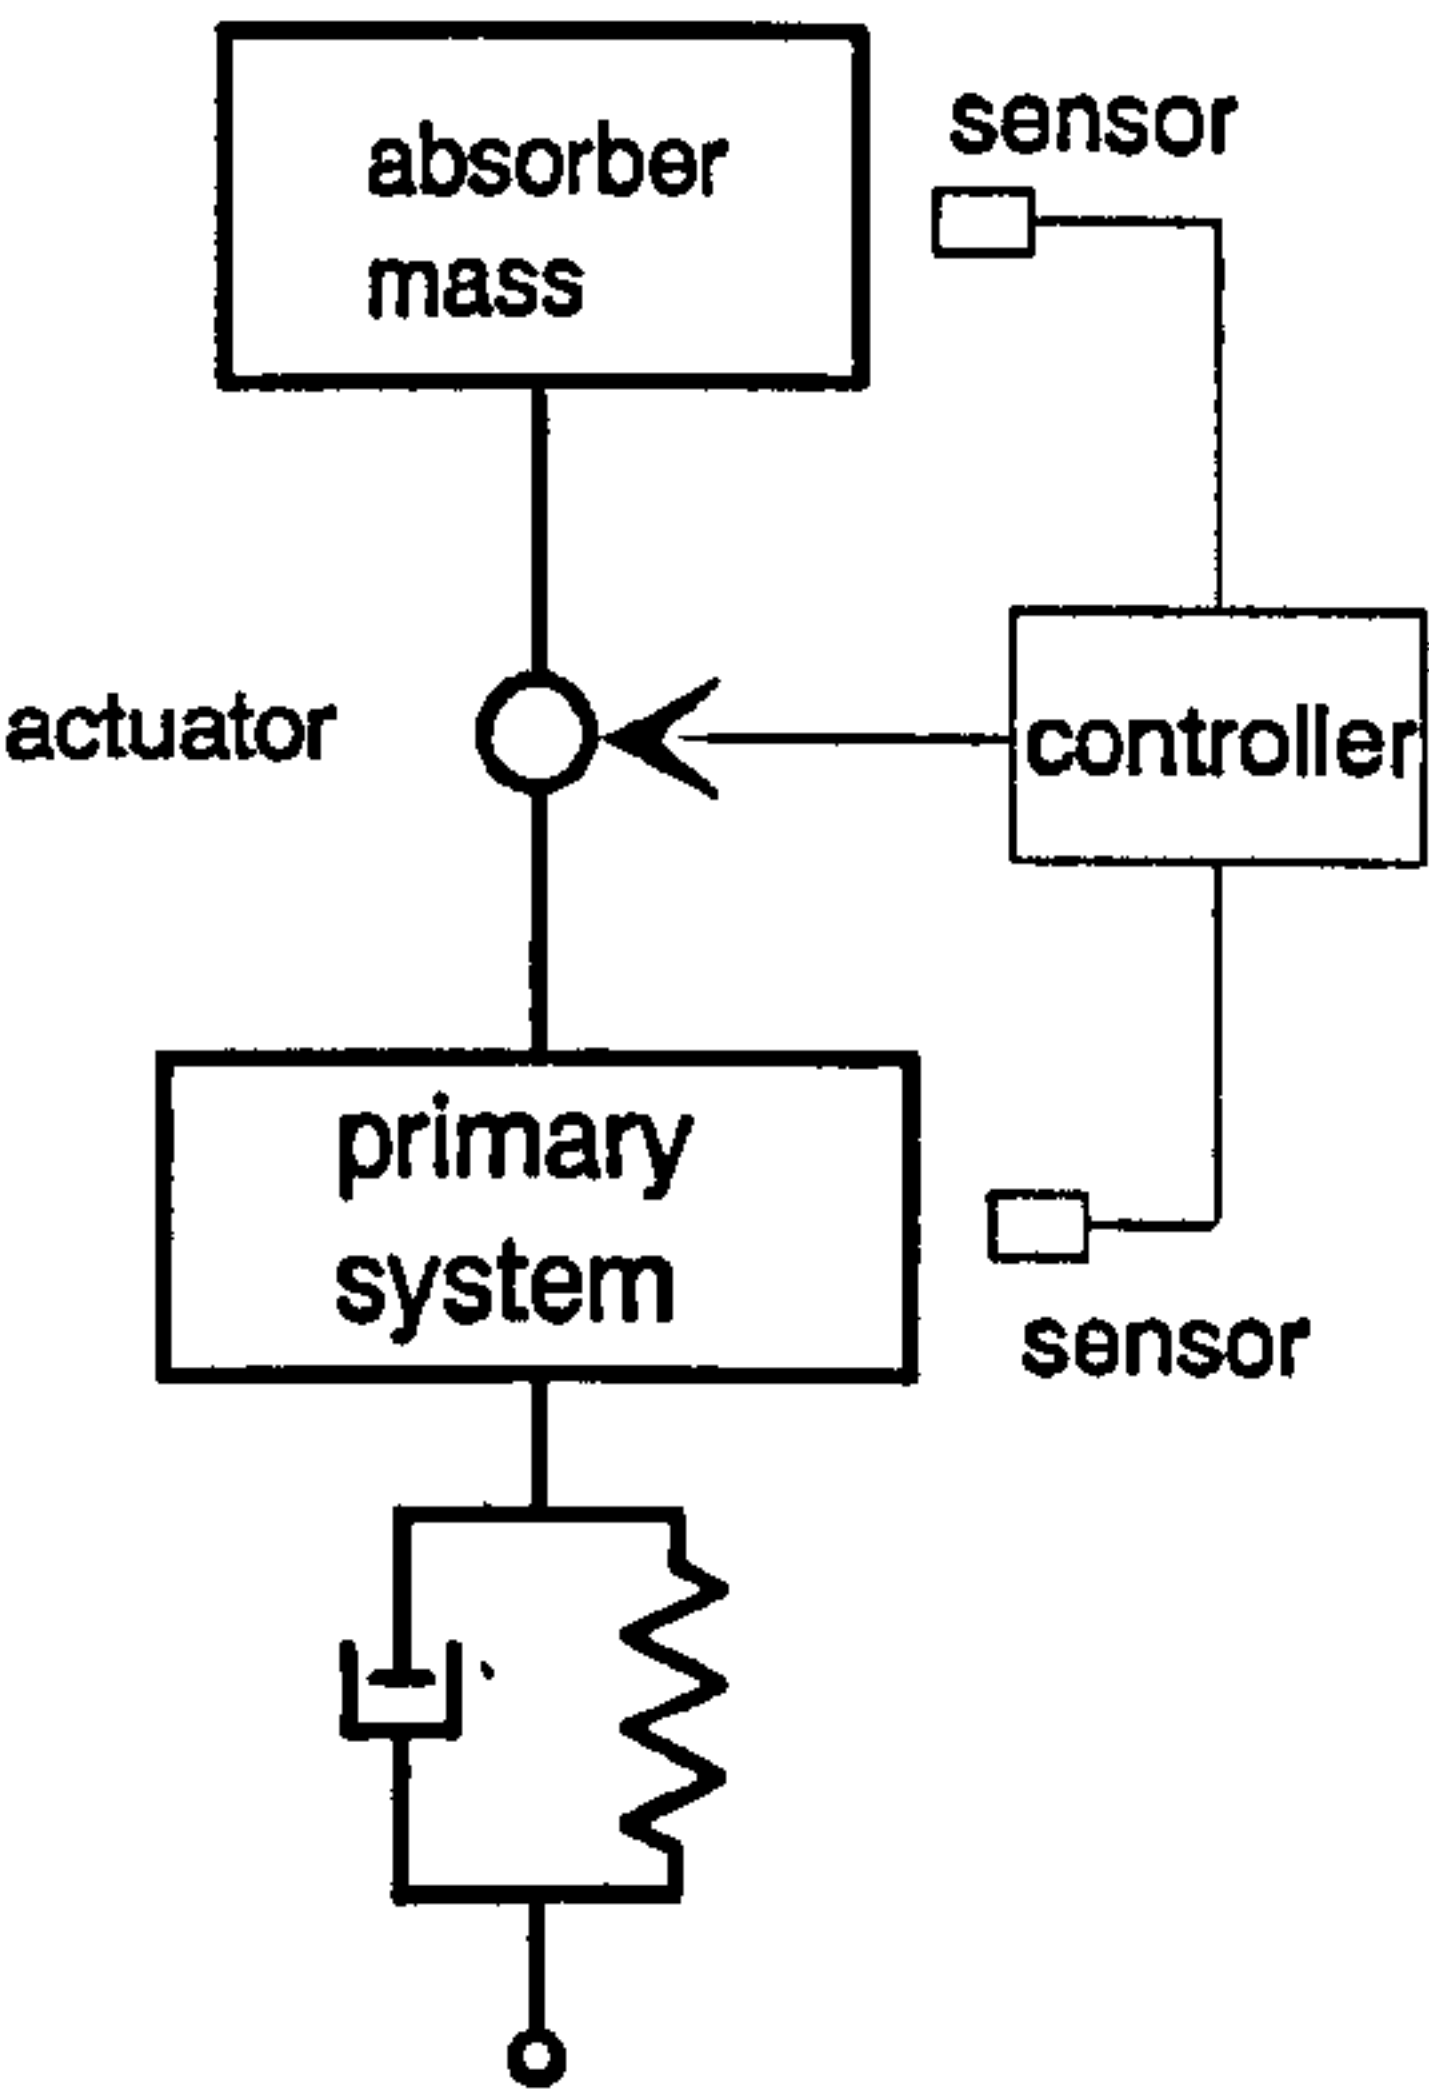 absorber
mass
sensor
actuator
controller
primary
system
sensor